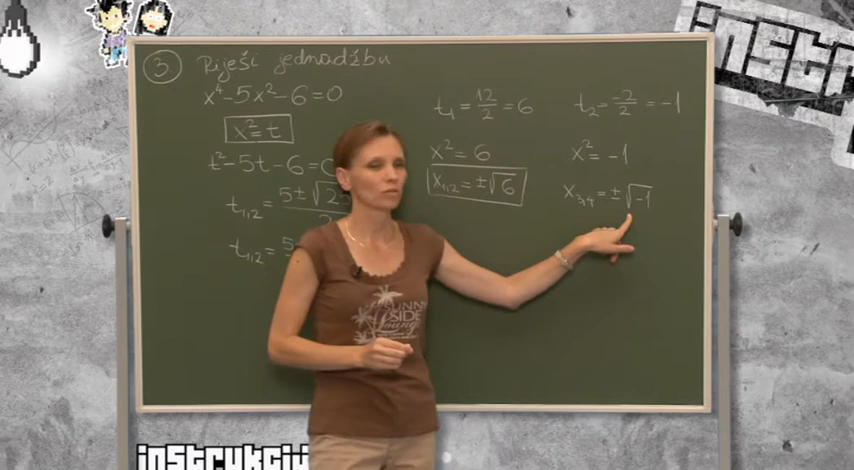 3 Riješi jednadžbu
x⁴-5x²-6=0
x²=t
t²-5t-6=0
t₁,₂=5±√2
t₁,₂=5
t₁=12/2=6
x²=6
x₁,₂=±√6
t₂=-2/2=-1
x²=-1
x₃,₄=±√-1
SUNNY
SIDE
Young
instrukcij